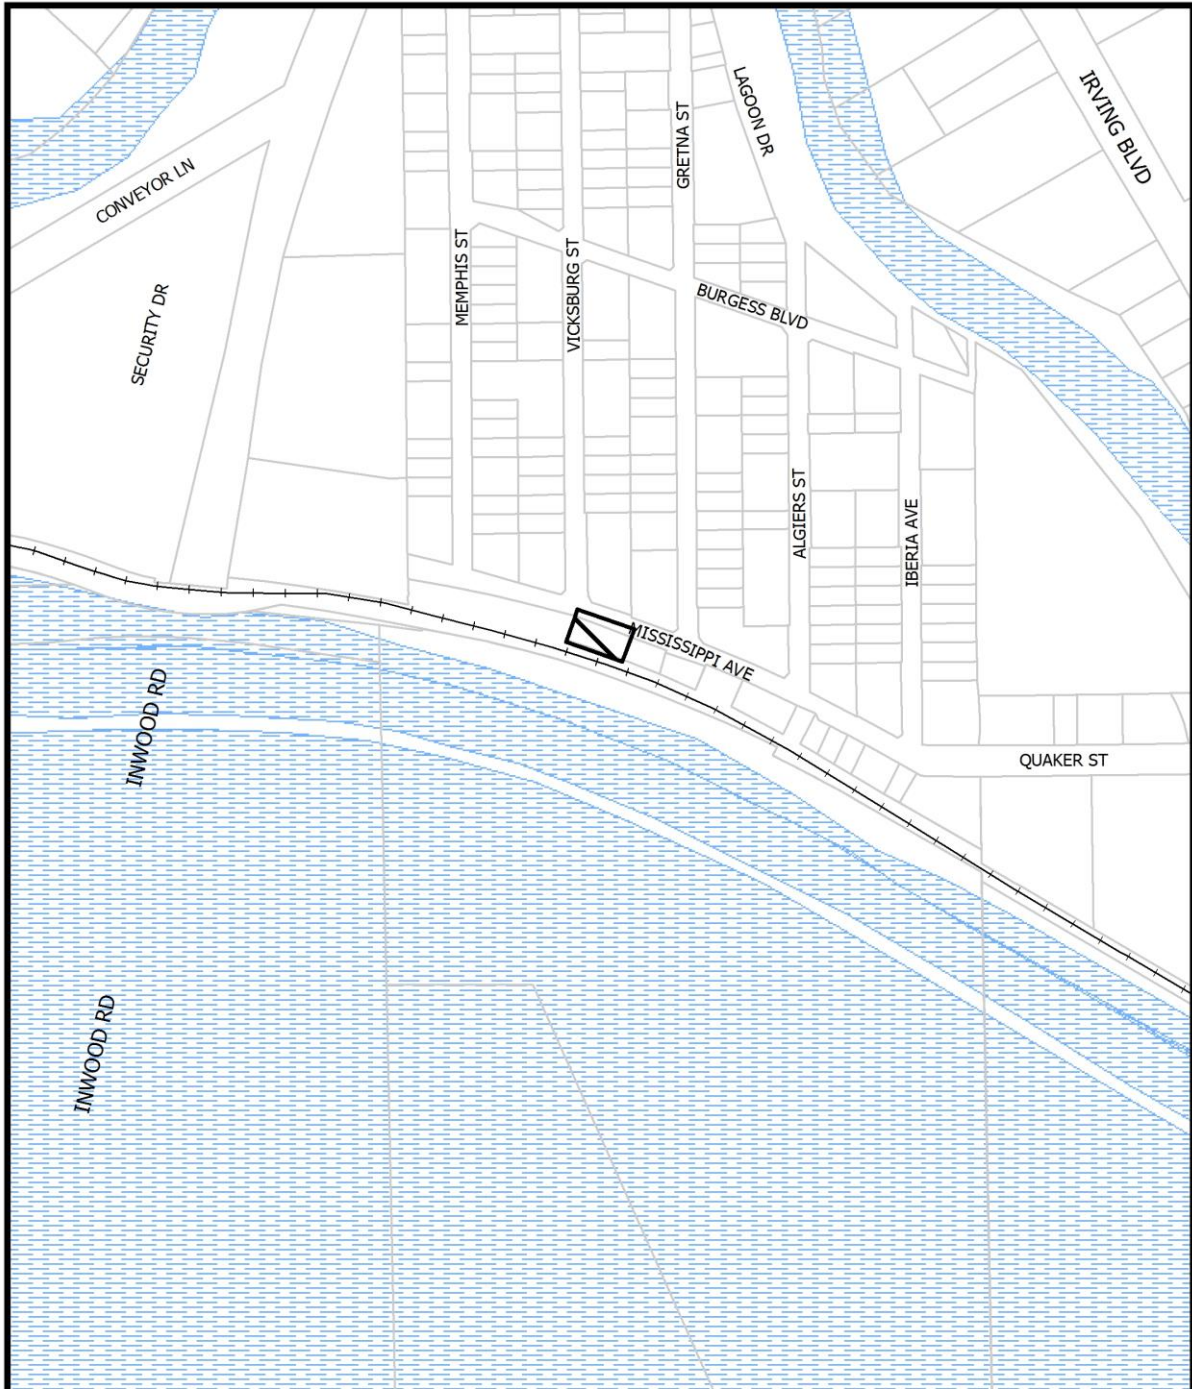 IRVING BLVD
LAGOON DR
GRETNA ST
CONVEYOR LN
MEMPHIS ST
VICKSBURG ST
SECURITY DR
BURGESS BLVD
ALGIERS ST
IBERIA AVE
MISSISSIPPI AVE
INWOOD RD
QUAKER ST
INWOOD RD